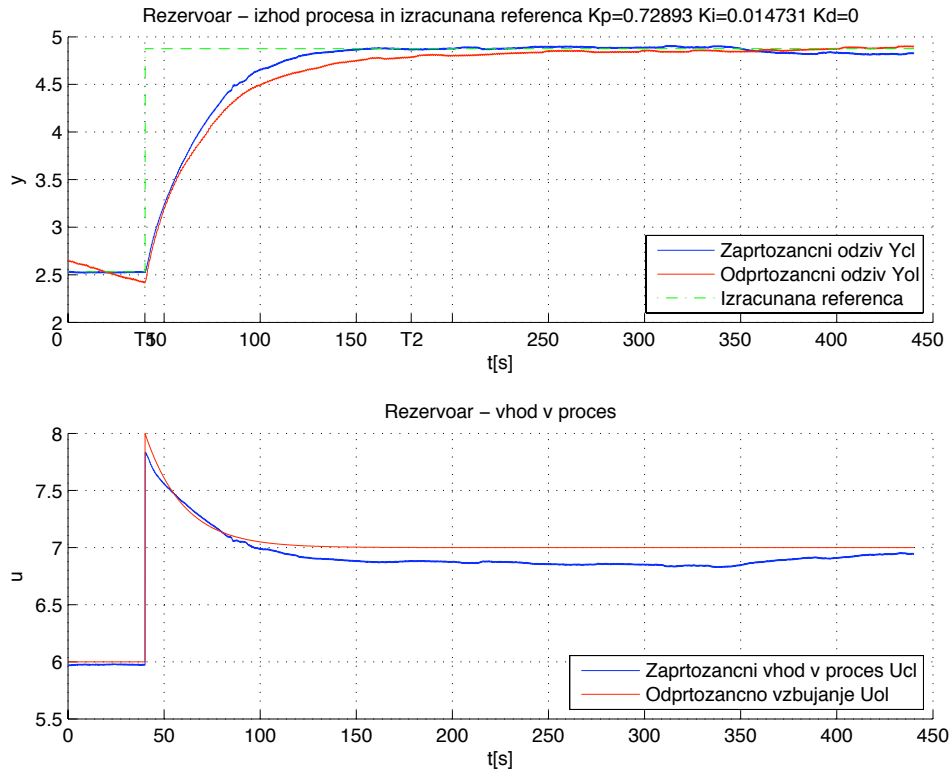 Rezervoar – izhod procesa in izracunana referenca Kp=0.72893 Ki=0.014731 Kd=0
5
4.5
4
3.5
3
2.5
2
y
Zaprtozancni odziv Ycl
Odprtozancni odziv Yol
Izracunana referenca
0 50 100 150 T2 250 300 350 400 450
t[s]
Rezervoar – vhod v proces
8
7.5
7
6.5
6
5.5
u
Zaprtozancni vhod v proces Ucl
Odprtozancno vzbujanje Uol
0 50 100 150 200 250 300 350 400 450
t[s]